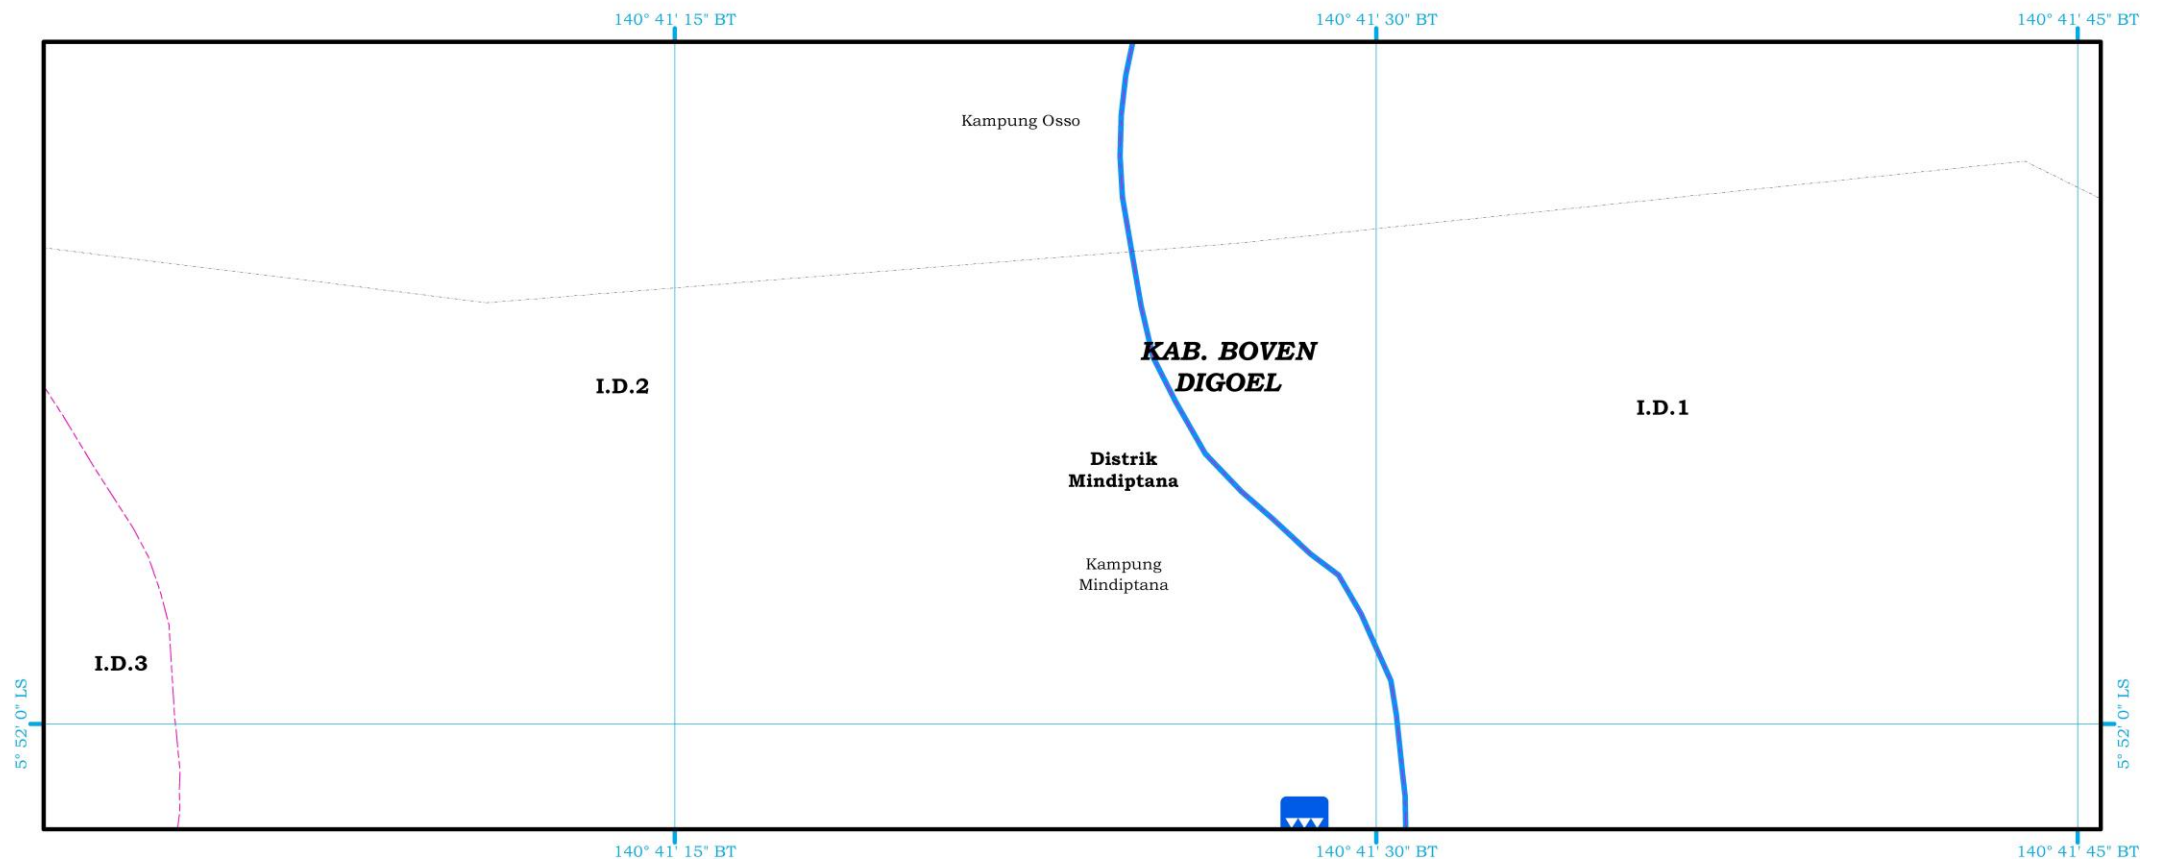 140° 41' 15" BT
140° 41' 30" BT
140° 41' 45" BT
Kampung Osso
KAB. BOVEN
DIGOEL
I.D.2
I.D.1
Distrik
Mindiptana
Kampung
Mindiptana
I.D.3
5° 52' 0" LS
5° 52' 0" LS
140° 41' 15" BT
140° 41' 30" BT
140° 41' 45" BT